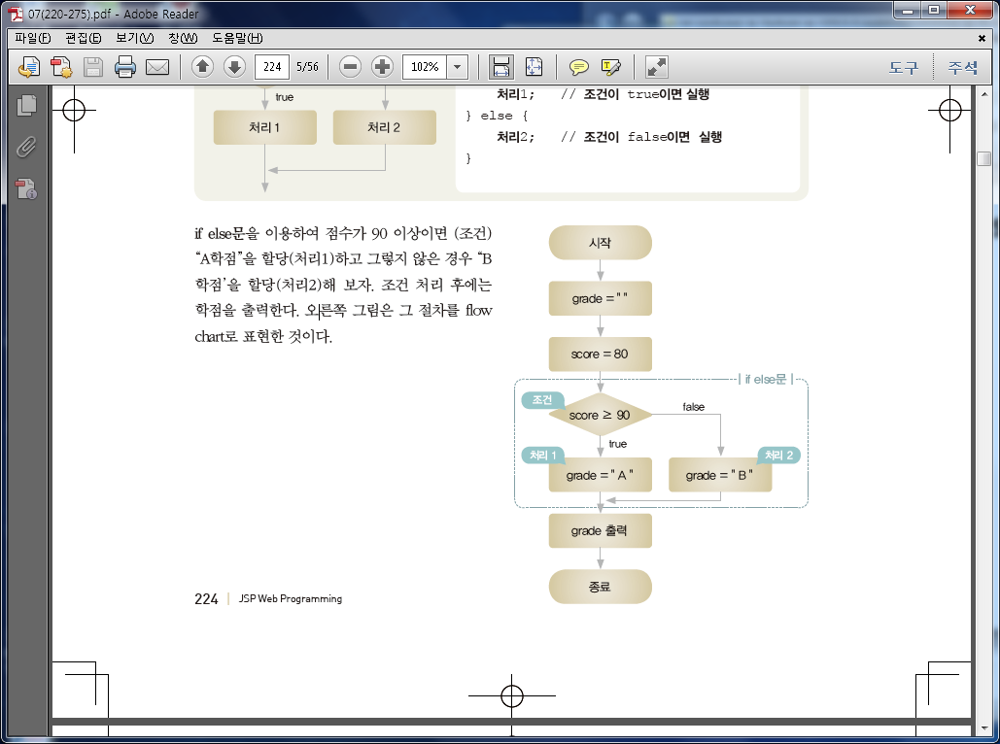 07(220-275).pdf - Adobe Reader
파일(F) 편집(E) 보기(V) 창(W) 도움말(H)
224 5/56 102% 도구 주석
true
처리 1 처리 2
처리1; // 조건이 true이면 실행
} else {
처리2; // 조건이 false이면 실행
}
if else문을 이용하여 점수가 90 이상이면 (조건)
“A학점”을 할당(처리1)하고 그렇지 않은 경우 “B
학점’을 할당(처리2)해 보자. 조건 처리 후에는
학점을 출력한다. 오른쪽 그림은 그 절차를 flow
chart로 표현한 것이다.
시작
grade = " "
score = 80
if else문
조건
score ≥ 90
false
true
처리 1
처리 2
grade = " A "
grade = " B "
grade 출력
종료
224 | JSP Web Programming